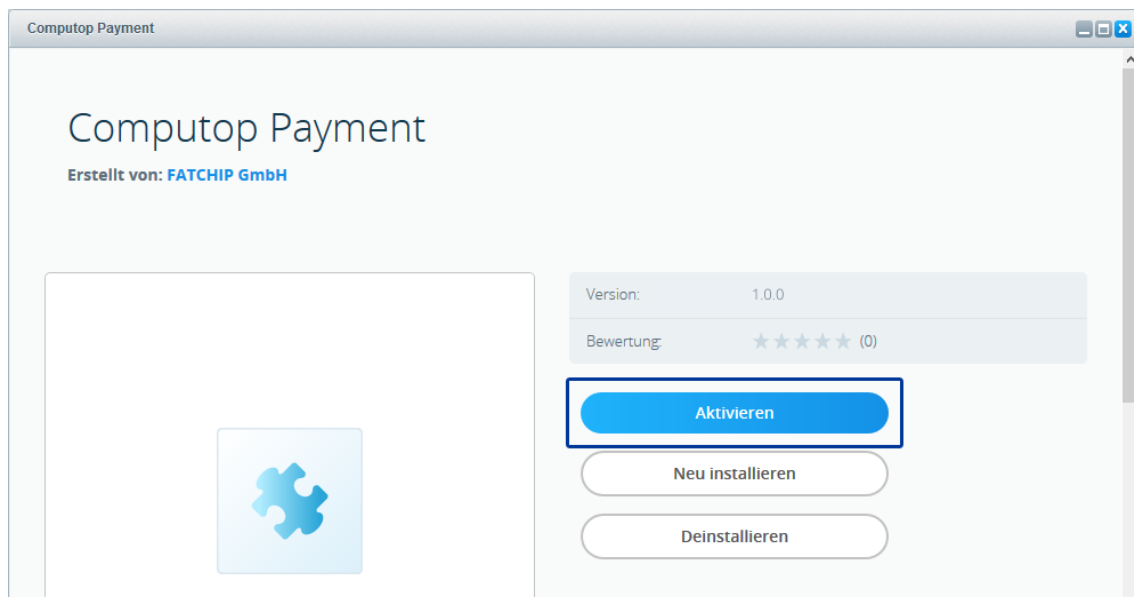 Computop Payment
Computop Payment
Erstellt von: FATCHIP GmbH
Version: 1.0.0
Bewertung: (0)
Aktivieren
Neu installieren
Deinstallieren